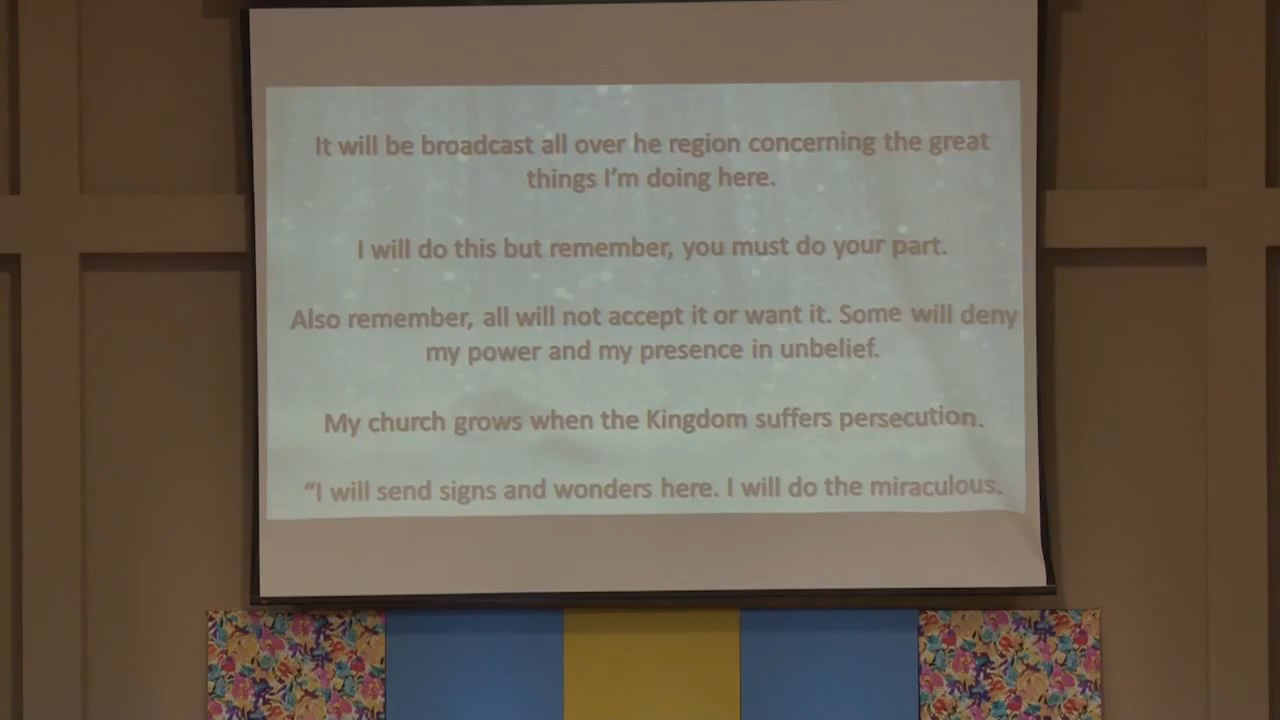 It will be broadcast all over he region concerning the great
things I'm doing here.
I will do this but remember, you must do your part.
Also remember, all will not accept it or want it. Some will deny
my power and my presence in unbelief.
My church grows when the Kingdom suffers persecution.
“I will send signs and wonders here. I will do the miraculous.